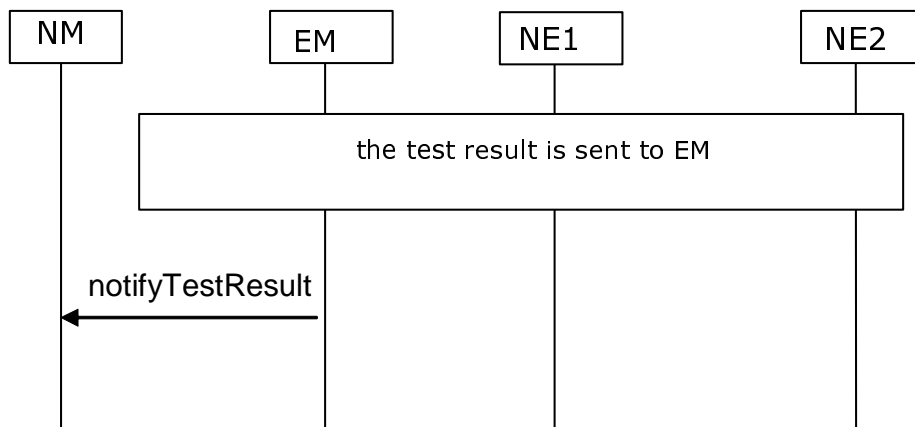 NM
EM
NE1
NE2
the test result is sent to EM
notifyTestResult